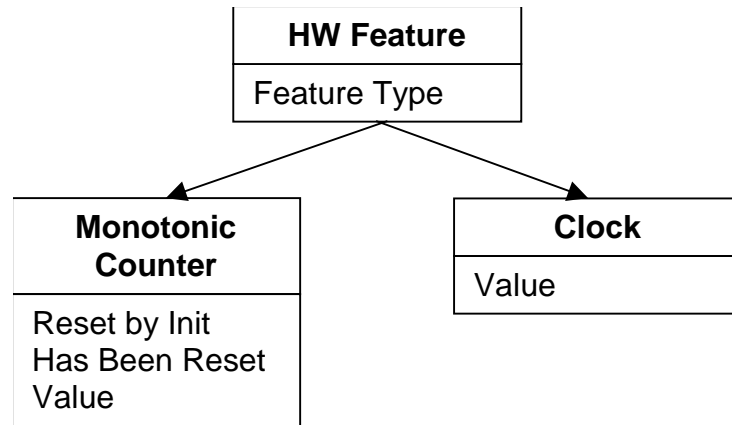 HW Feature
Feature Type
Monotonic
Counter
Reset by Init
Has Been Reset
Value
Clock
Value